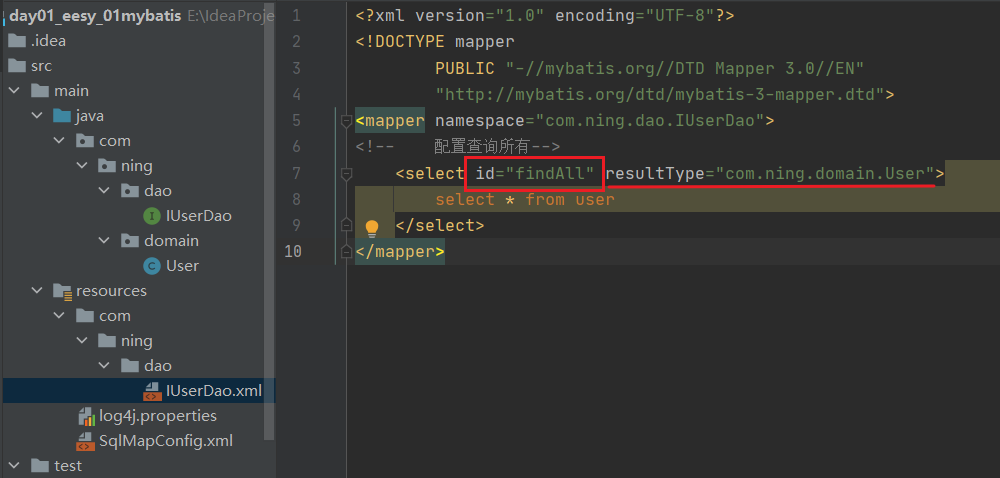 day01_eesy_01mybatis E:\IdeaProje
.idea
src
main
java
com
ning
dao
IUserDao
domain
User
resources
com
ning
dao
IUserDao.xml
log4j.properties
SqlMapConfig.xml
test
1 <?xml version="1.0" encoding="UTF-8"?>
2 <!DOCTYPE mapper
3 PUBLIC "-//mybatis.org//DTD Mapper 3.0//EN"
4 "http://mybatis.org/dtd/mybatis-3-mapper.dtd">
5 <mapper namespace="com.ning.dao.IUserDao">
6 <!-- 配置查询所有-->
7 <select id="findAll" resultType="com.ning.domain.User">
8 select * from user
9 </select>
10 </mapper>